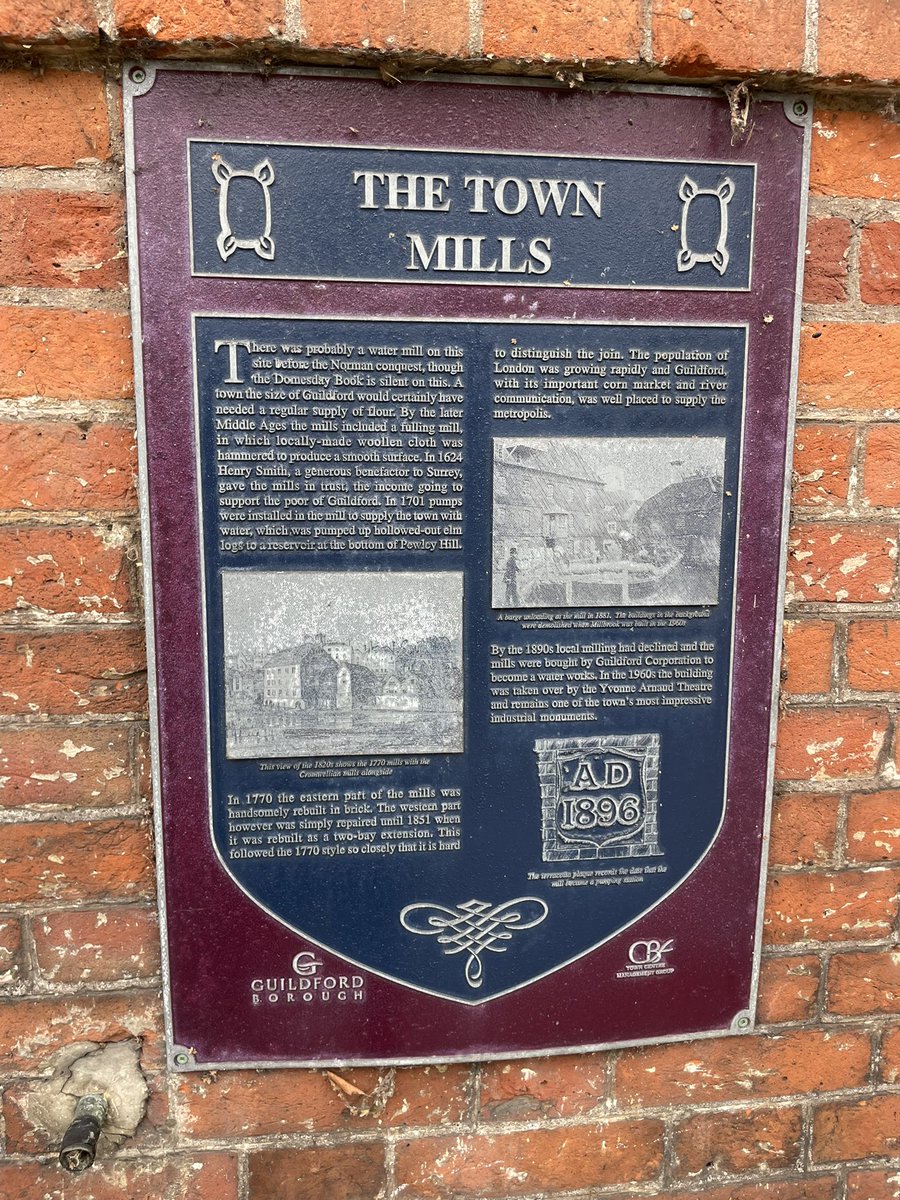 THE TOWN
MILLS
There was probably a water mill on this
site before the Norman conquest, though
the Domesday Book is silent on this. A
town the size of Guildford would certainly have
needed a regular supply of flour. By the later
Middle Ages the mills included a fulling mill,
in which locally-made woollen cloth was
hammered to produce a smooth surface. In 1624
Henry Smith, a generous benefactor to Surrey,
gave the mills in trust, the income going to
support the poor of Guildford. In 1701 pumps
were installed in the mill to supply the town with
water, which was pumped up hollowed-out elm
logs to a reservoir at the bottom of Pewley Hill.
This view of the 1820s shows the 1770 mills with the
Cromwellian mills alongside
In 1770 the eastern part of the mills was
handsomely rebuilt in brick. The western part
however was simply repaired until 1851 when
it was rebuilt as a two-bay extension. This
followed the 1770 style so closely that it is hard
to distinguish the join. The population of
London was growing rapidly and Guildford,
with its important corn market and river
communication, was well placed to supply the
metropolis.
A barge unloading at the mill in 1881. The buildings in the background
were demolished when Millbrook was built in the 1960s
By the 1890s local milling had declined and the
mills were bought by Guildford Corporation to
become a water works. In the 1960s the building
was taken over by the Yvonne Arnaud Theatre
and remains one of the town's most impressive
industrial monuments.
AD
1896
The terracotta plaque records the date that the
mill became a pumping station
G
GUILDFORD
BOROUGH
TOWN CENTRE
MANAGEMENT GROUP